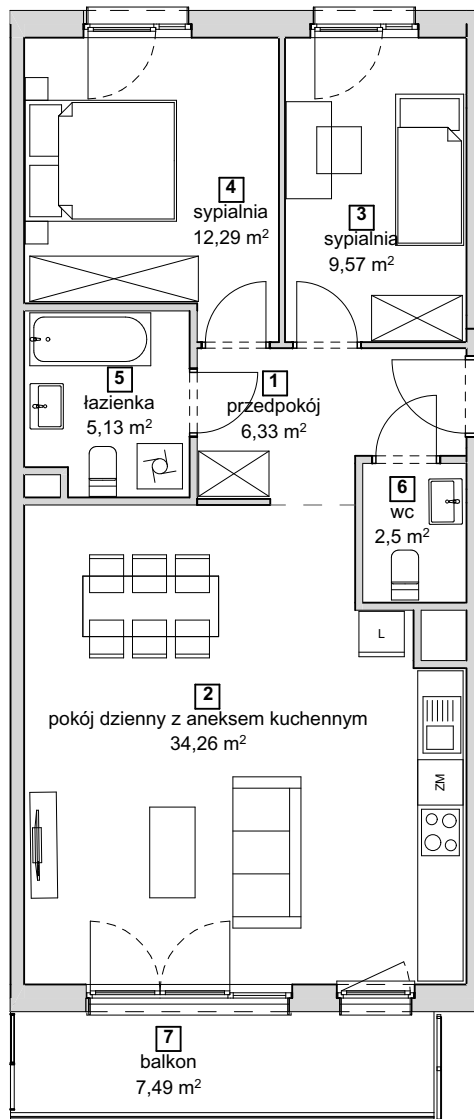 4
sypialnia
12,29 m²
3
sypialnia
9,57 m²
5
łazienka
5,13 m²
1
przedpokój
6,33 m²
6
wc
2,5 m²
L
2
pokój dzienny z aneksem kuchennym
34,26 m²
ZM
7
balkon
7,49 m²